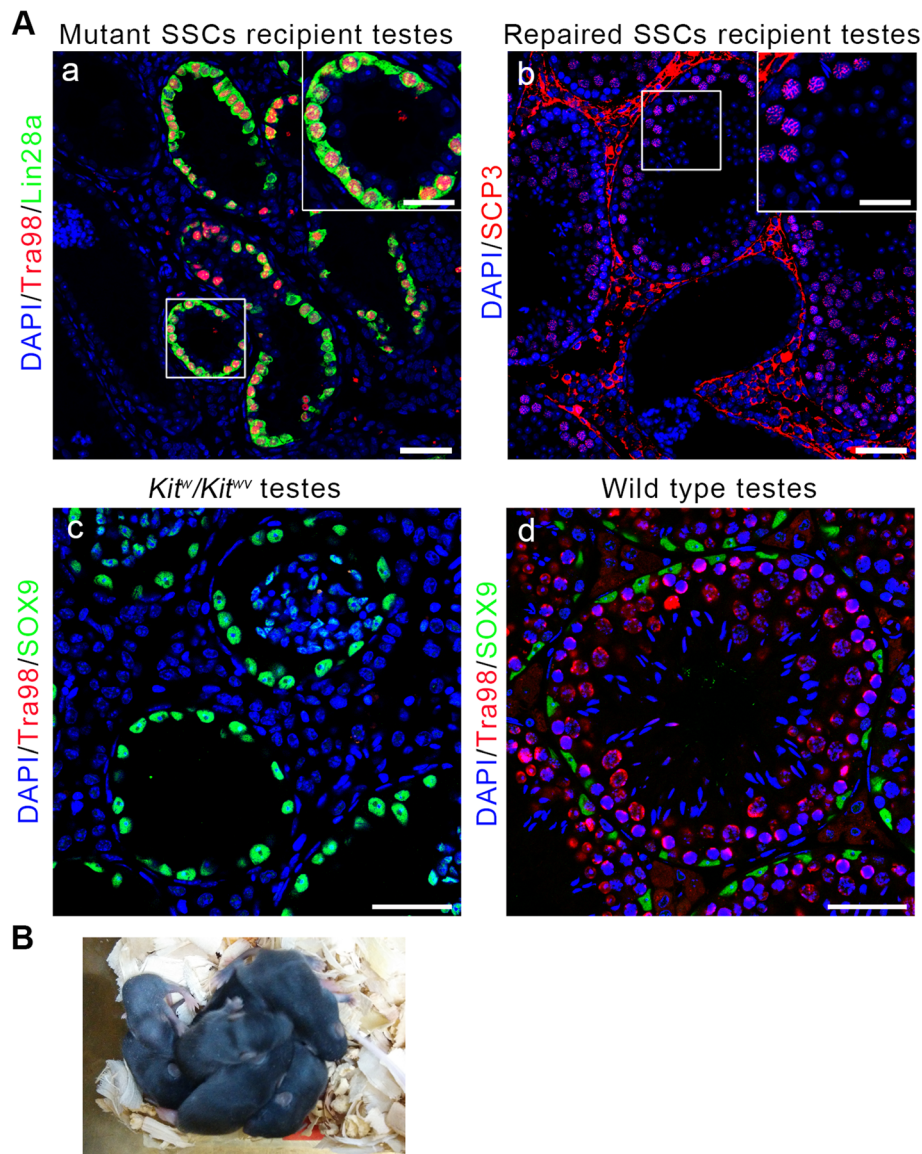 A
Mutant SSCs recipient testes
Repaired SSCs recipient testes
a
DAPI/Tra98/Lin28a
b
DAPI/SCP3
Kitʷ/Kitʷᵛ testes
Wild type testes
c
DAPI/Tra98/SOX9
d
DAPI/Tra98/SOX9
B